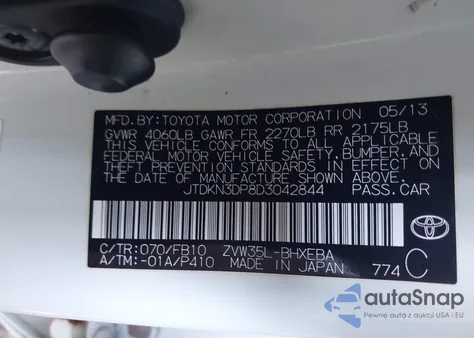 MFD. BY: TOYOTA MOTOR CORPORATION 05/13
GVWR 4060LB GAWR FR 2270LB RR 2175LB
THIS VEHICLE CONFORMS TO ALL APPLICABLE
FEDERAL MOTOR VEHICLE SAFETY, BUMPER, AND
THEFT PREVENTION STANDARDS IN EFFECT ON
THE DATE OF MANUFACTURE SHOWN ABOVE.
JTDKN3DP8D3042844 PASS. CAR
TOYOTA
C/TR: 070/FB10 ZVW35L-BHXEBA
A/TM: -01A/P410 MADE IN JAPAN 774 C
autoSnap
Pewne auta z aukcji USA i EU